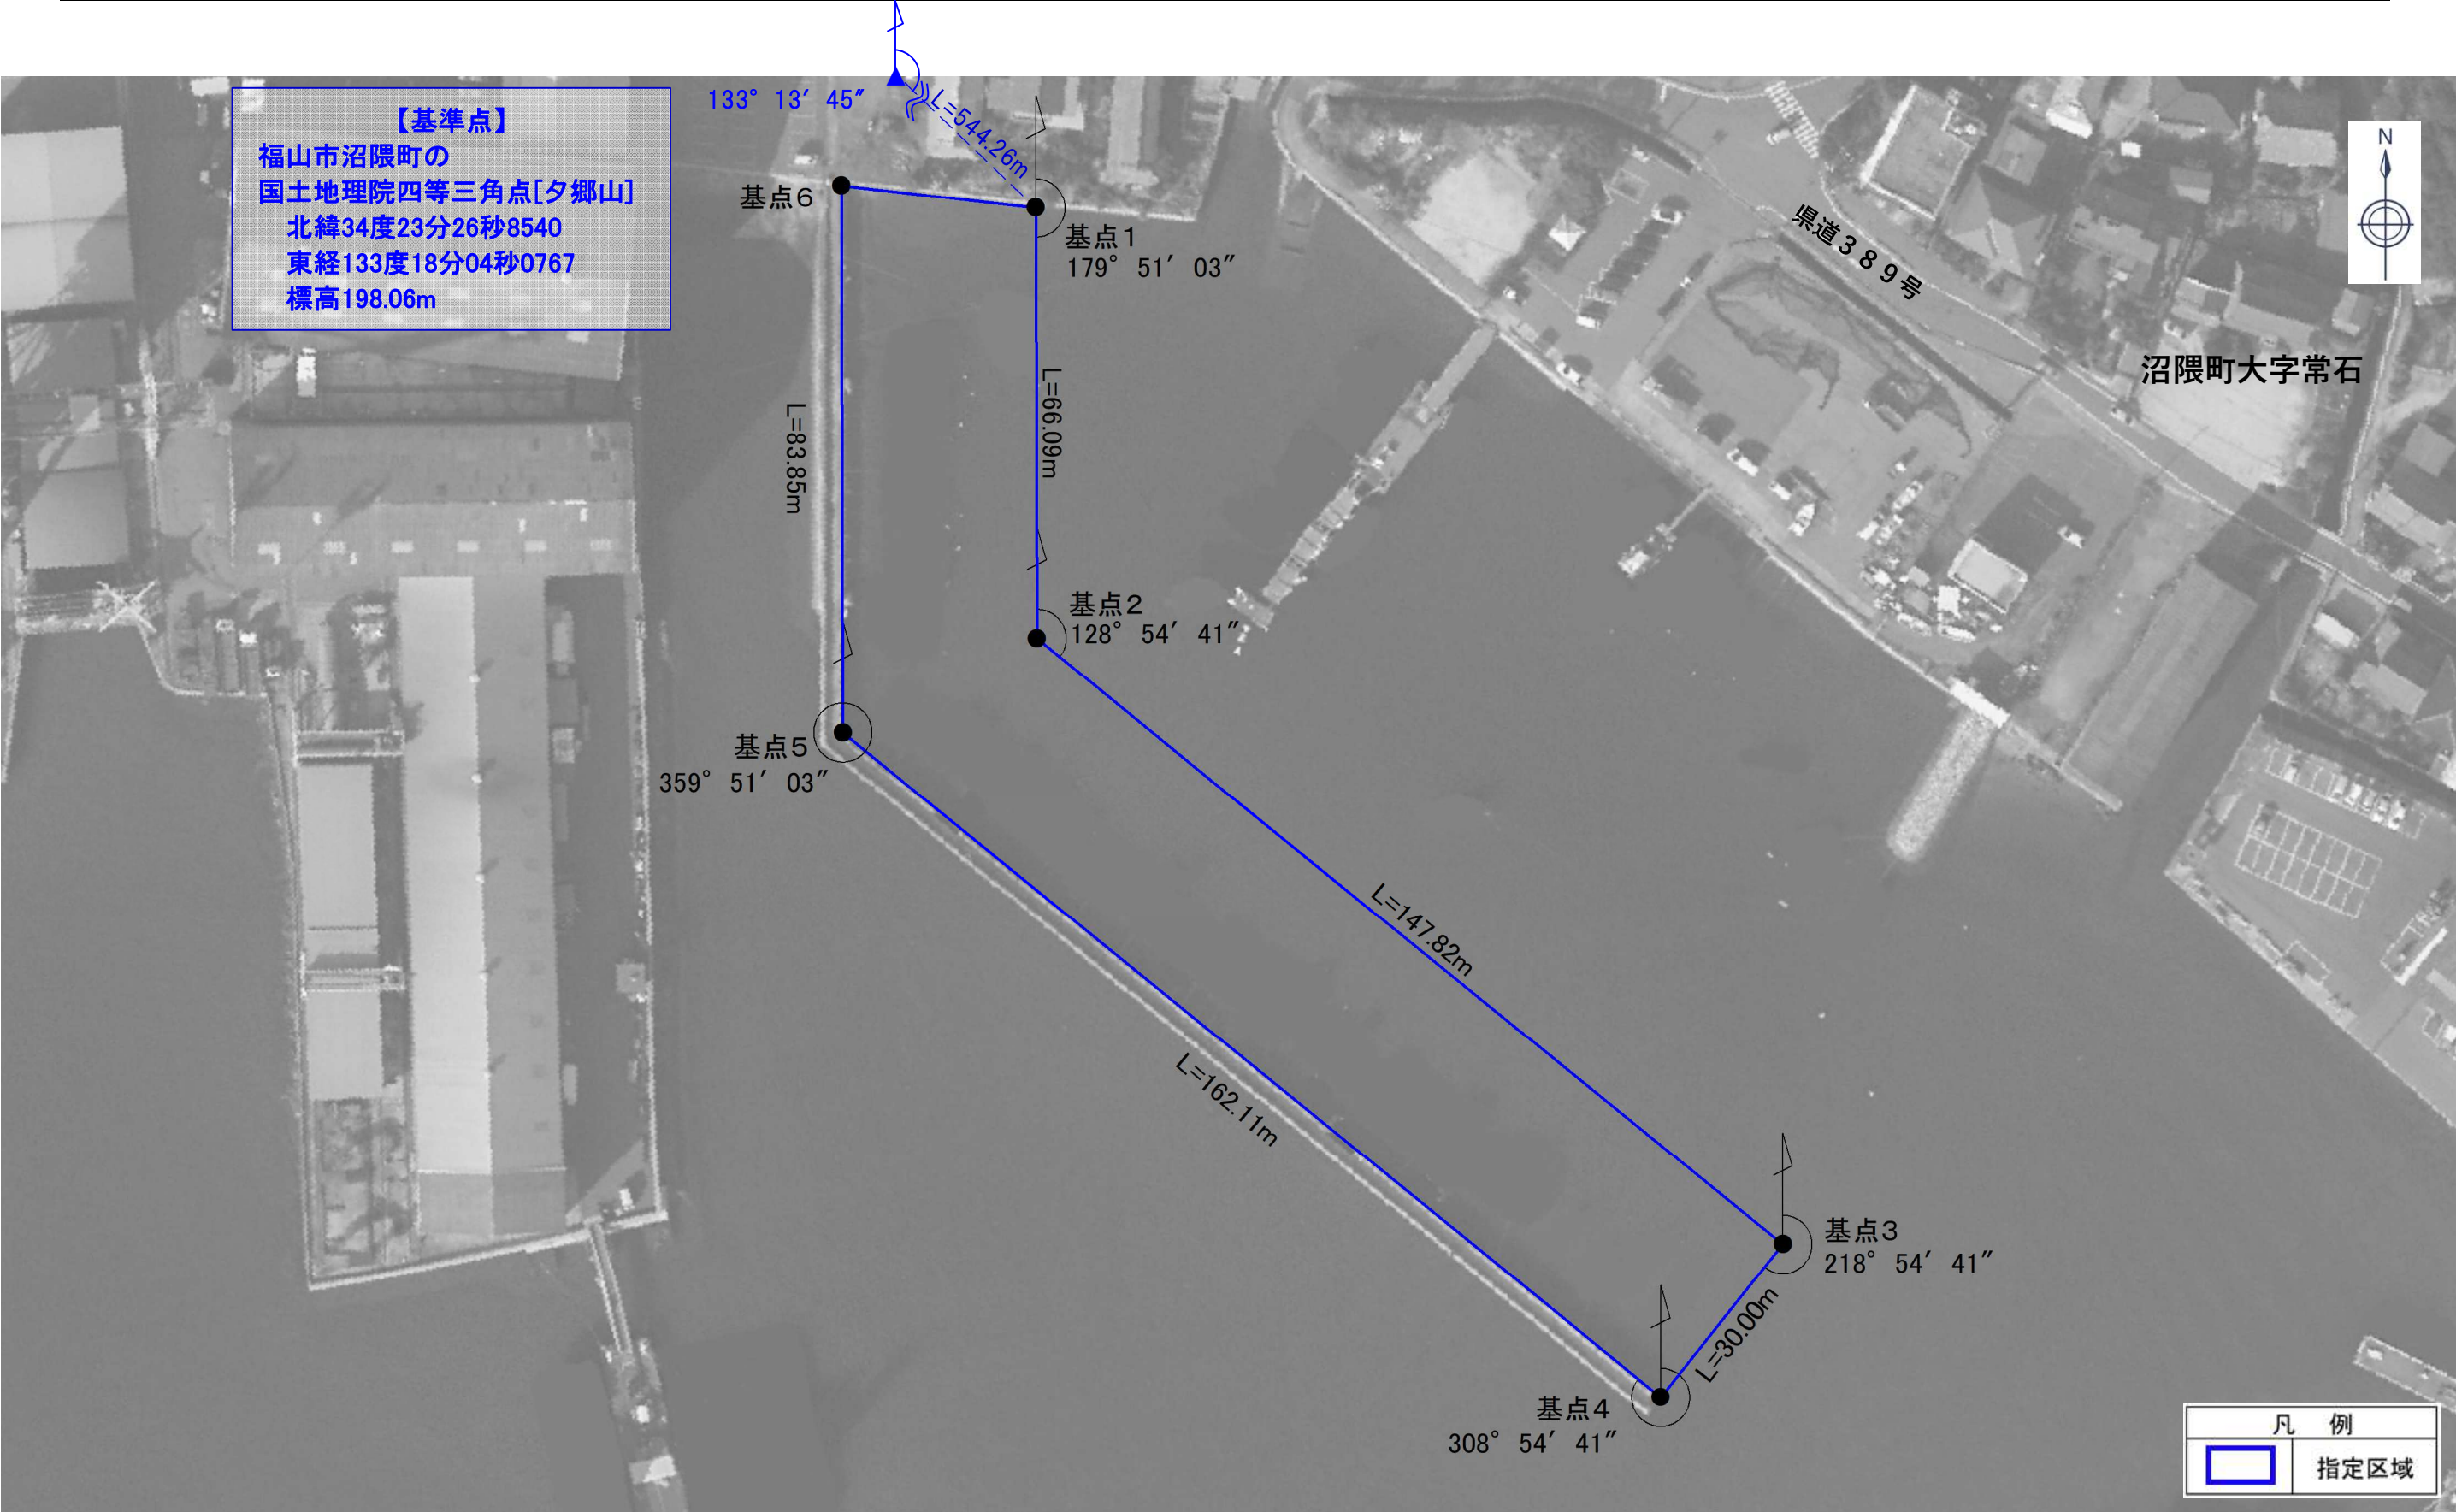 133° 13′ 45″
L=544.26m
【基準点】
福山市沼隈町の
国土地理院四等三角点[夕郷山]
北緯34度23分26秒8540
東経133度18分04秒0767
標高198.06m
N
基点6
基点1
179° 51′ 03″
県道389号
沼隈町大字常石
L=66.09m
L=83.85m
基点2
128° 54′ 41″
基点5
359° 51′ 03″
L=147.82m
L=162.11m
基点3
218° 54′ 41″
L=30.00m
基点4
308° 54′ 41″
凡 例
指定区域